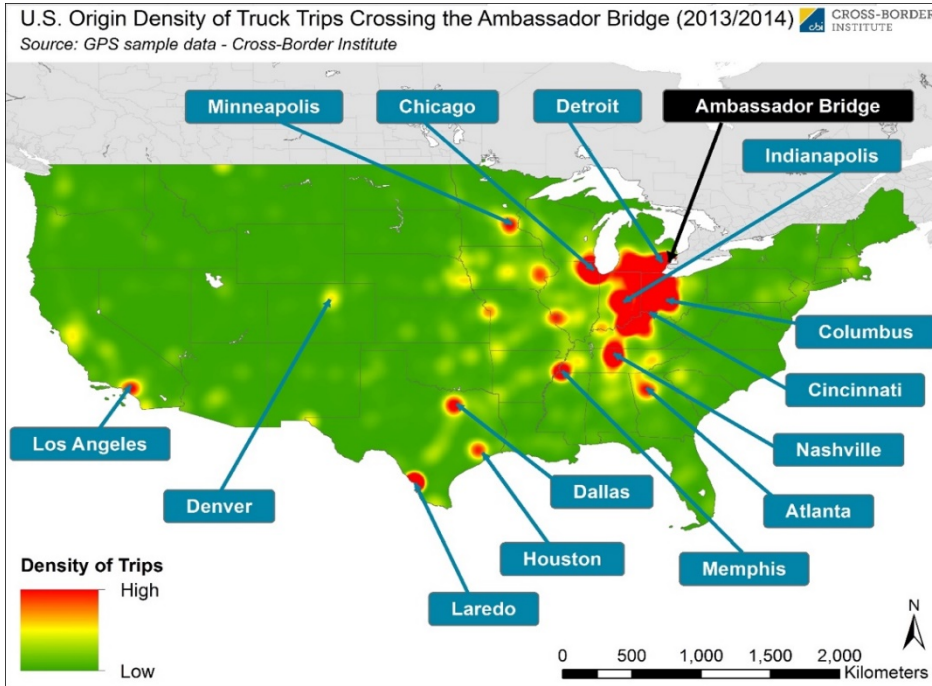 U.S. Origin Density of Truck Trips Crossing the Ambassador Bridge (2013/2014)
cbi
CROSS-BORDER
INSTITUTE
Source: GPS sample data - Cross-Border Institute
Minneapolis
Chicago
Detroit
Ambassador Bridge
Indianapolis
Columbus
Cincinnati
Los Angeles
Nashville
Denver
Dallas
Atlanta
Houston
Memphis
Laredo
Density of Trips
High
Low
N
0 500 1,000 1,500 2,000
Kilometers